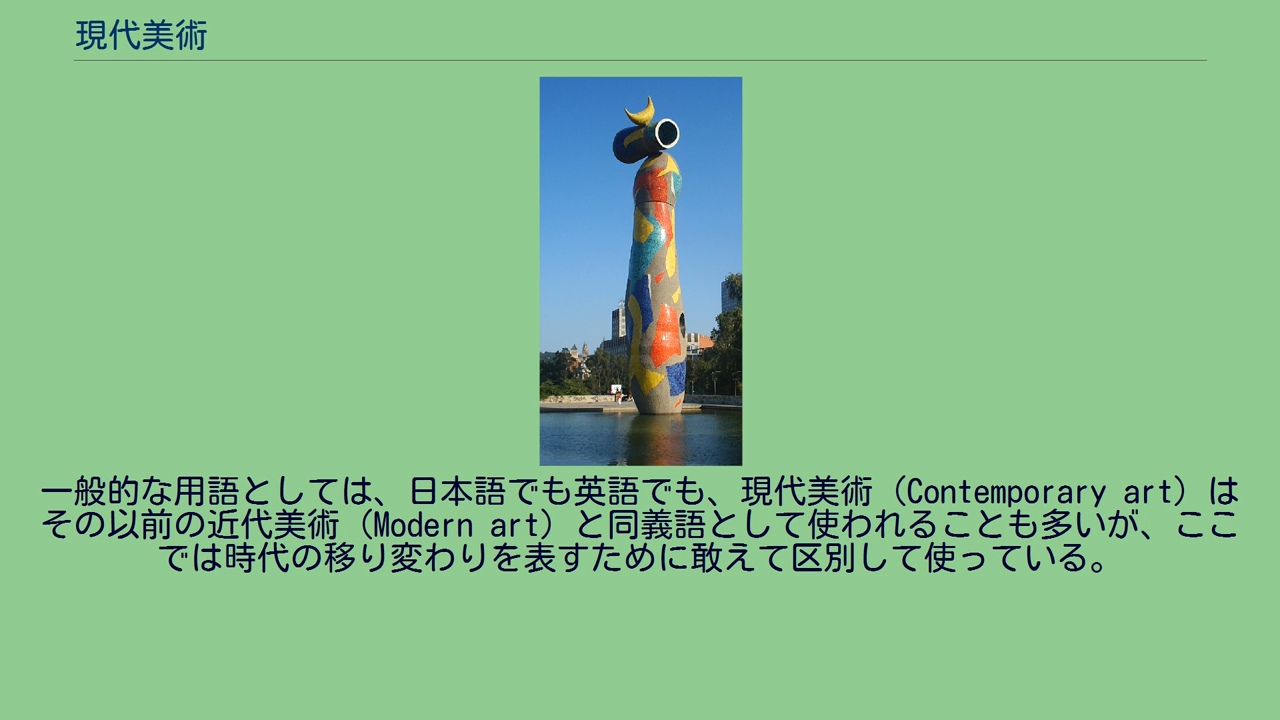 現代美術
一般的な用語としては、日本語でも英語でも、現代美術（Contemporary art）は
その以前の近代美術（Modern art）と同義語として使われることも多いが、ここ
では時代の移り変わりを表すために敢えて区別して使っている。